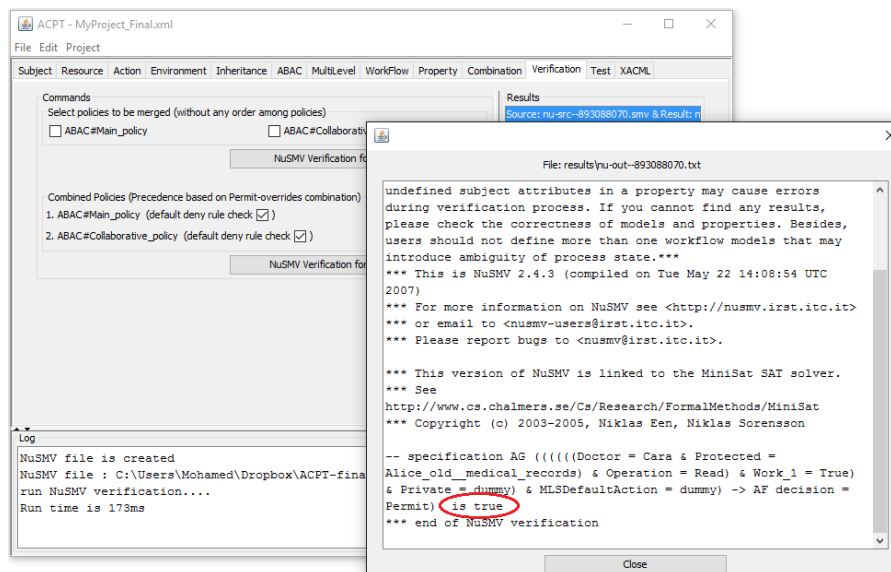 ACPT - MyProject_Final.xml
File Edit Project
Subject Resource Action Environment Inheritance ABAC MultiLevel WorkFlow Property Combination Verification Test XACML
Commands
Select policies to be merged (without any order among policies)
ABAC#Main_policy
ABAC#Collaborativ
NuSMV Verification fo
Combined Policies (Precedence based on Permit-overrides combination)
1. ABAC#Main_policy (default deny rule check )
2. ABAC#Collaborative_policy (default deny rule check )
NuSMV Verification for
Results
Source: nu-src--893088070.smv & Result: n
Log
NuSMV file is created
NuSMV file : C:\Users\Mohamed\Dropbox\ACPT-fina
run NuSMV verification....
Run time is 173ms
File: results\nu-out--893088070.txt
undefined subject attributes in a property may cause errors
during verification process. If you cannot find any results,
please check the correctness of models and properties. Besides,
users should not define more than one workflow models that may
introduce ambiguity of process state.***
*** This is NuSMV 2.4.3 (compiled on Tue May 22 14:08:54 UTC
2007)
*** For more information on NuSMV see <http://nusmv.irst.itc.it>
*** or email to <nusmv-users@irst.itc.it>.
*** Please report bugs to <nusmv@irst.itc.it>.
*** This version of NuSMV is linked to the MiniSat SAT solver.
*** See
http://www.cs.chalmers.se/Cs/Research/FormalMethods/MiniSat
*** Copyright (c) 2003-2005, Niklas Een, Niklas Sorensson
-- specification AG ((((((Doctor = Cara & Protected =
Alice_old__medical_records) & Operation = Read) & Work_1 = True)
& Private = dummy) & MLSDefaultAction = dummy) -> AF decision =
Permit) is true
*** end of NuSMV verification
Close